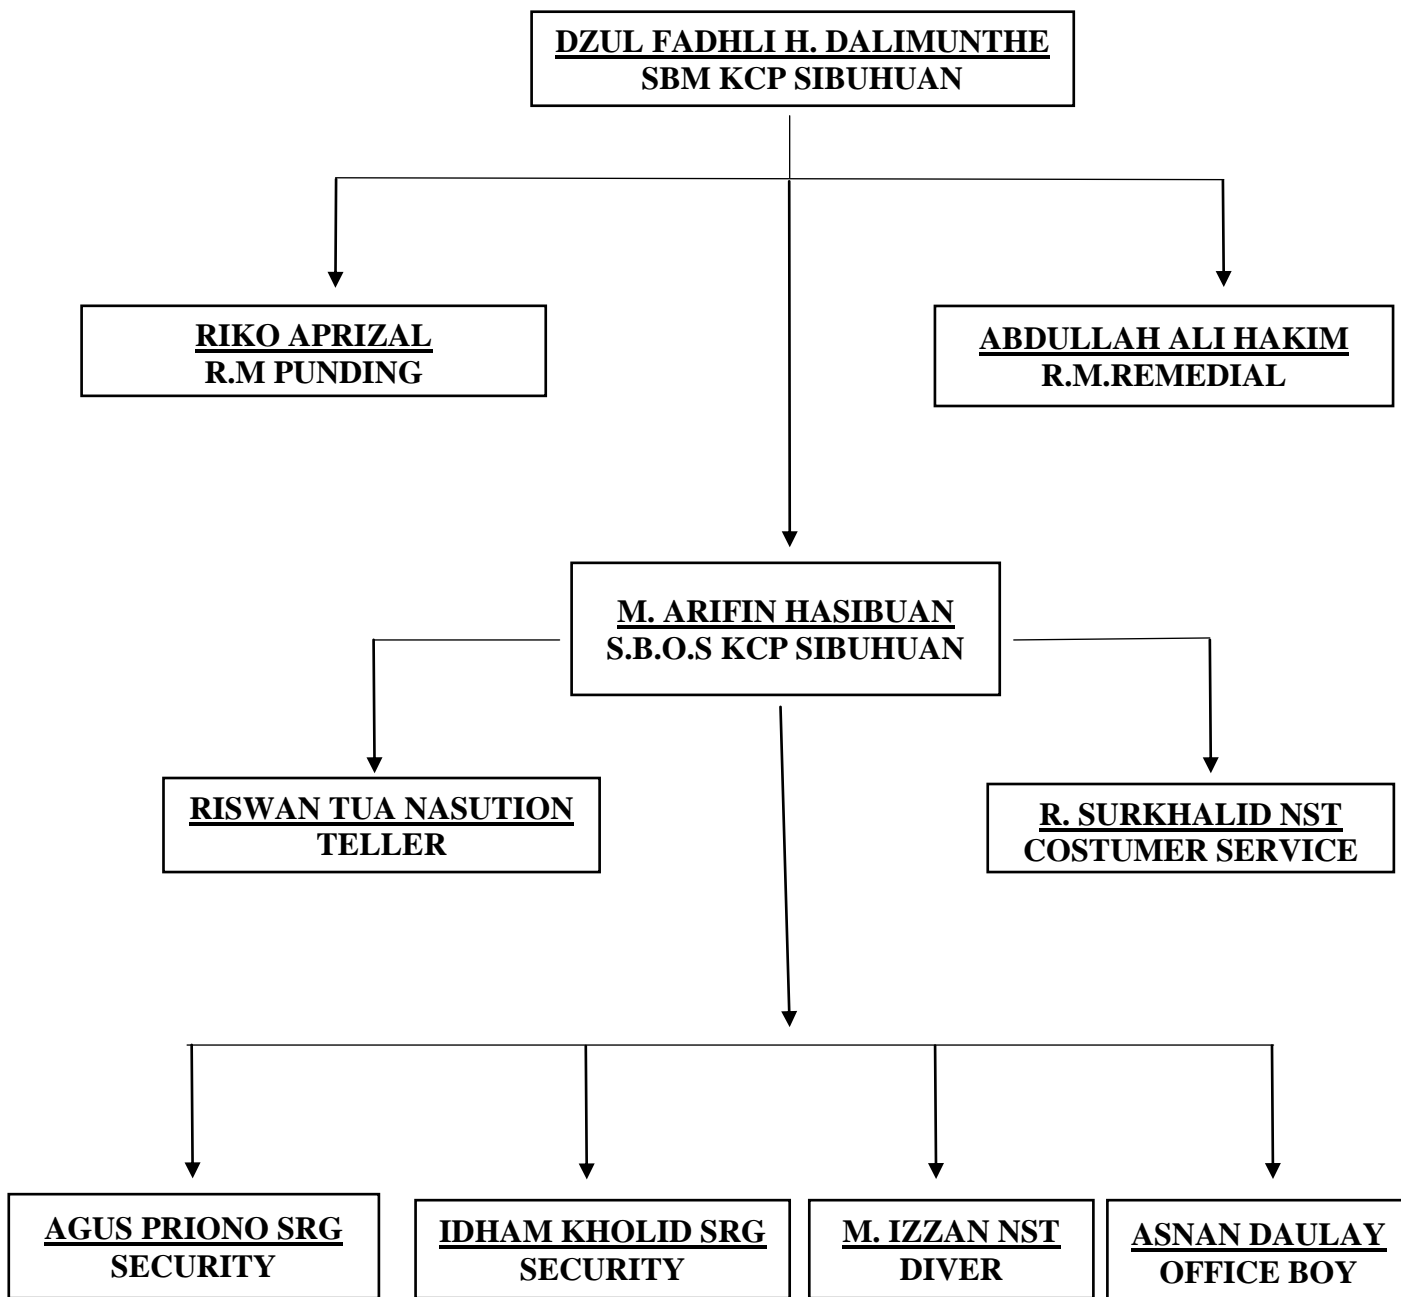 DZUL FADHLI H. DALIMUNTHE
SBM KCP SIBUHUAN
RIKO APRIZAL
R.M PUNDING
ABDULLAH ALI HAKIM
R.M.REMEDIAL
M. ARIFIN HASIBUAN
S.B.O.S KCP SIBUHUAN
RISWAN TUA NASUTION
TELLER
R. SURKHALID NST
COSTUMER SERVICE
AGUS PRIONO SRG
SECURITY
IDHAM KHOLID SRG
SECURITY
M. IZZAN NST
DIVER
ASNAN DAULAY
OFFICE BOY